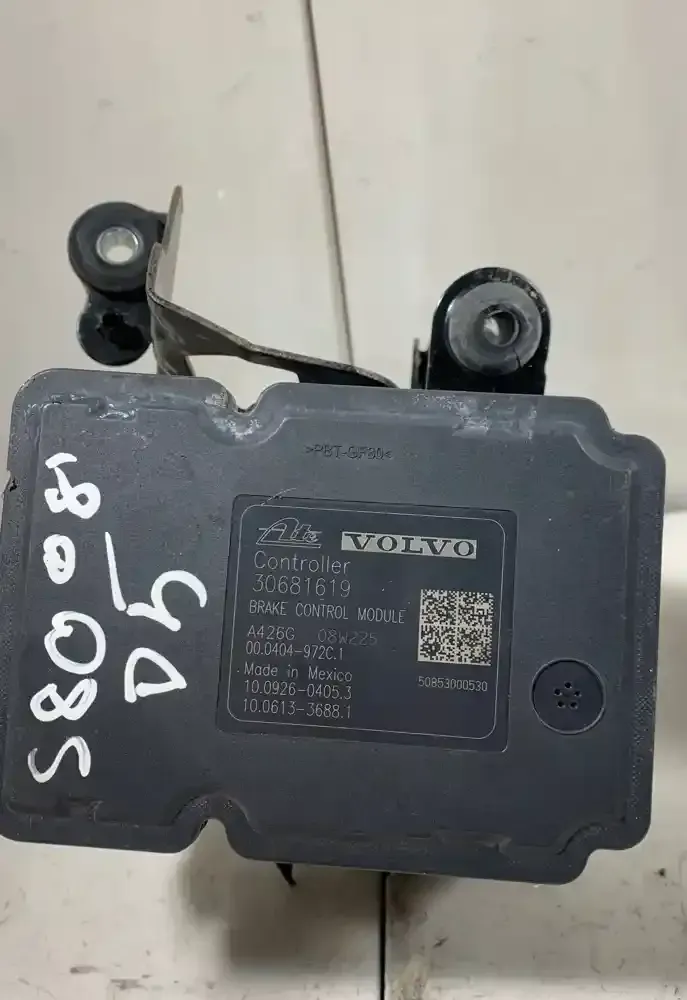 >PBT-GF30<
Ate VOLVO
Controller
30681619
BRAKE CONTROL MODULE
A426G 08W225
00.0404-972C.1
Made in Mexico
10.0926-0405.3
10.0613-3688.1
50853000530
S80 08
D5